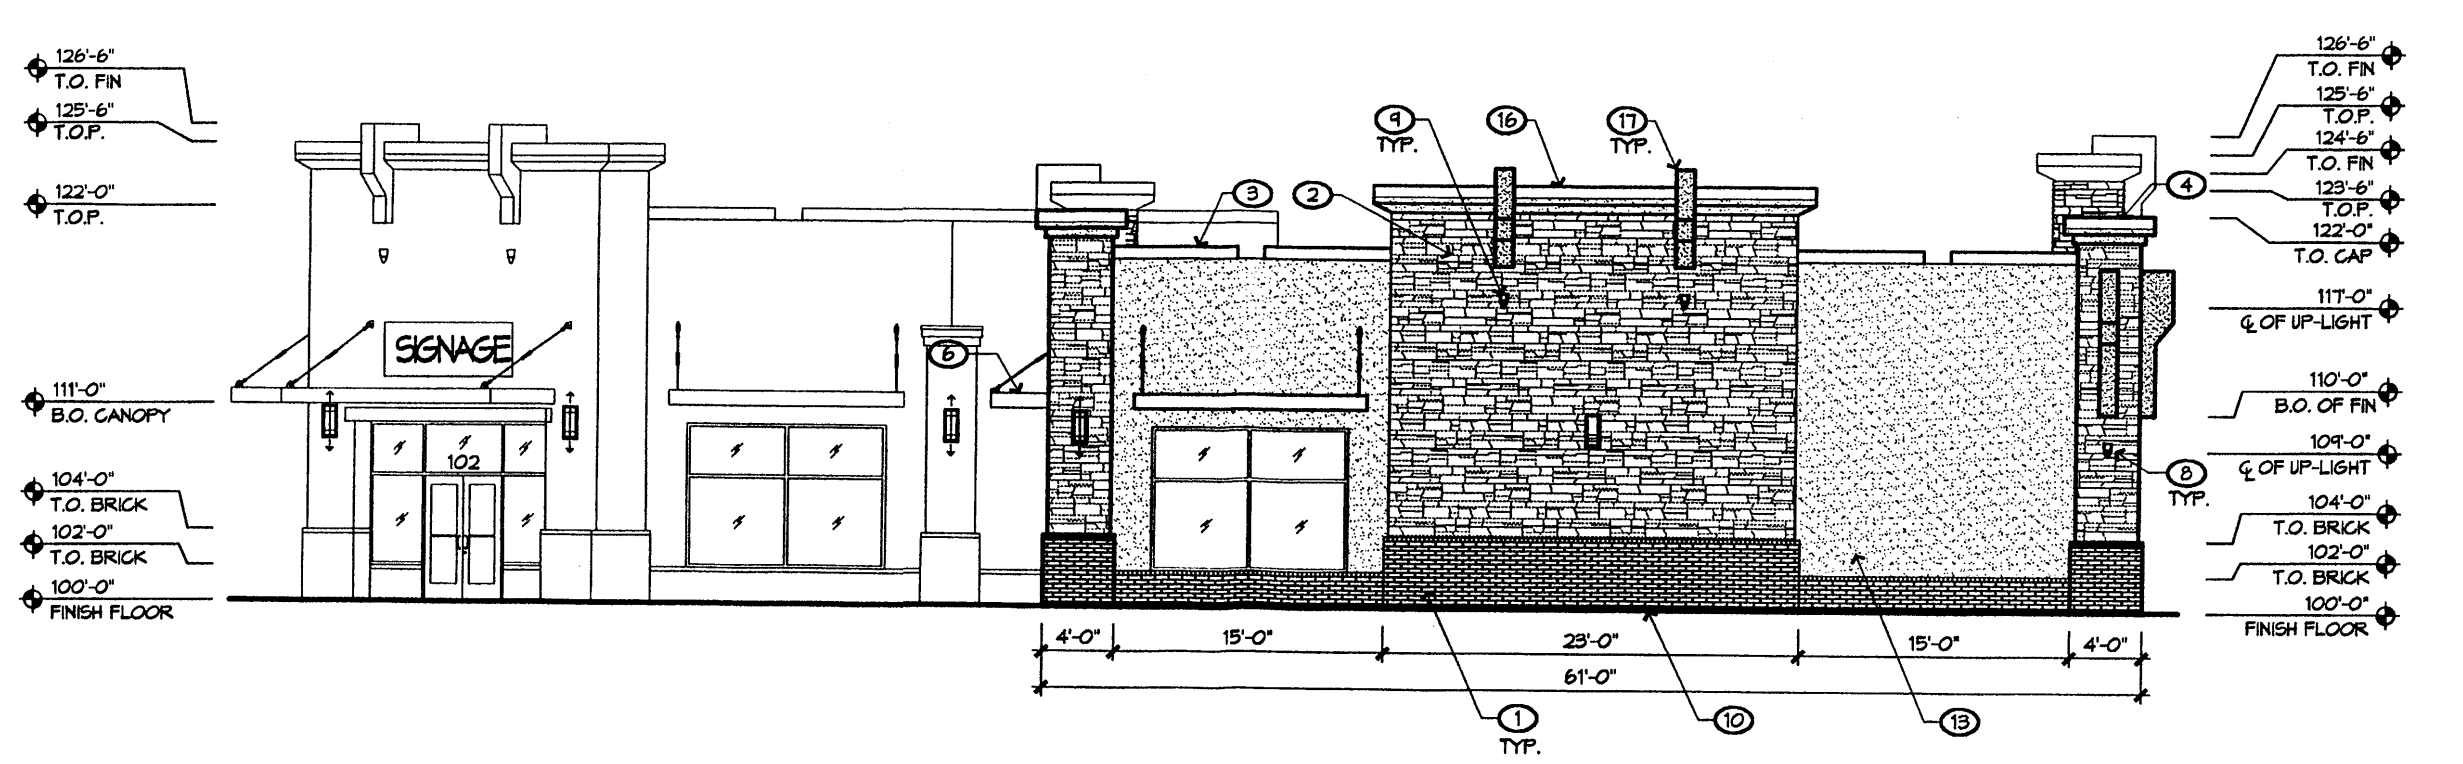 126'-6"
T.O. FIN
125'-6"
T.O.P.
122'-0"
T.O.P.
111'-0"
B.O. CANOPY
104'-0"
T.O. BRICK
102'-0"
T.O. BRICK
100'-0"
FINISH FLOOR
SIGNAGE
102
6
3
2
9
TYP.
16
17
TYP.
4
8
TYP.
126'-6"
T.O. FIN
125'-6"
T.O.P.
124'-6"
T.O. FIN
123'-6"
T.O.P.
122'-0"
T.O. CAP
117'-0"
℄ OF UP-LIGHT
110'-0"
B.O. OF FIN
109'-0"
℄ OF UP-LIGHT
104'-0"
T.O. BRICK
102'-0"
T.O. BRICK
100'-0"
FINISH FLOOR
4'-0" 15'-0" 23'-0" 15'-0" 4'-0"
61'-0"
1
TYP.
10
13